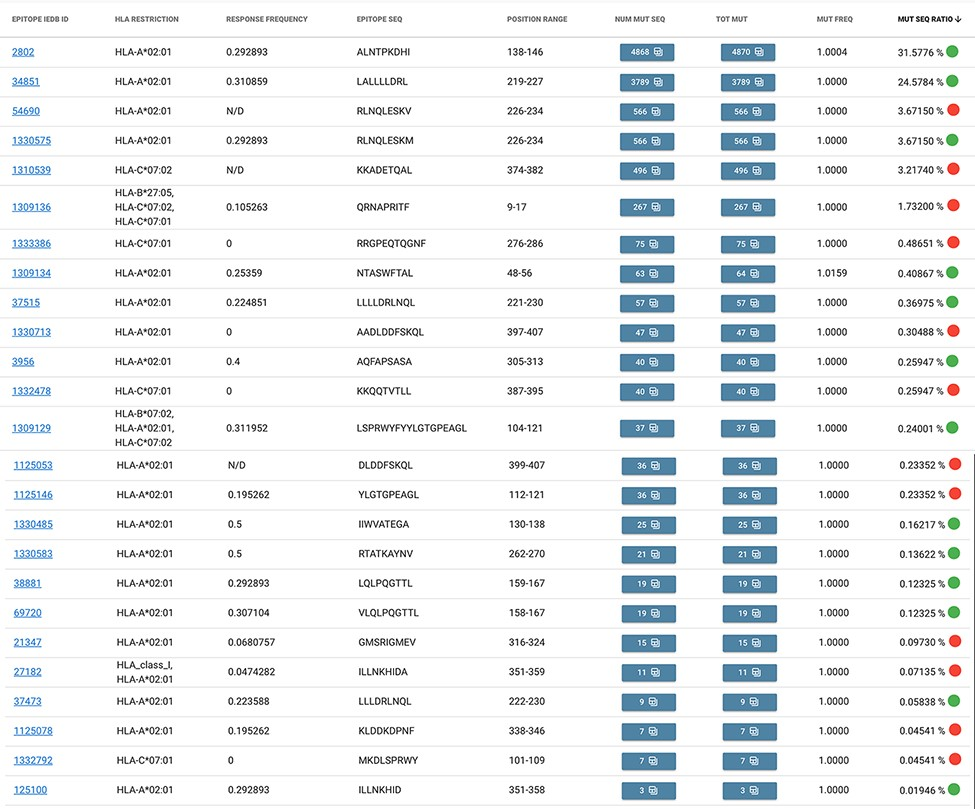 EPITOPE IEDB ID HLA RESTRICTION RESPONSE FREQUENCY EPITOPE SEQ POSITION RANGE NUM MUT SEQ TOT MUT MUT FREQ MUT SEQ RATIO ↓
2802 HLA-A*02:01 0.292893 ALNTPKDHI 138-146 4868 4870 1.0004 31.5776 %
34851 HLA-A*02:01 0.310859 LALLLLDRL 219-227 3789 3789 1.0000 24.5784 %
54690 HLA-A*02:01 N/D RLNQLESKV 226-234 566 566 1.0000 3.67150 %
1330575 HLA-A*02:01 0.292893 RLNQLESKM 226-234 566 566 1.0000 3.67150 %
1310539 HLA-C*07:02 N/D KKADETQAL 374-382 496 496 1.0000 3.21740 %
HLA-B*27:05,
1309136 HLA-C*07:02, 0.105263 QRNAPRITF 9-17 267 267 1.0000 1.73200 %
HLA-C*07:01
1333386 HLA-C*07:01 0 RRGPEQTQGNF 276-286 75 75 1.0000 0.48651 %
1309134 HLA-A*02:01 0.25359 NTASWFTAL 48-56 63 64 1.0159 0.40867 %
37515 HLA-A*02:01 0.224851 LLLLDRLNQL 221-230 57 57 1.0000 0.36975 %
1330713 HLA-A*02:01 0 AADLDDFSKQL 397-407 47 47 1.0000 0.30488 %
3956 HLA-A*02:01 0.4 AQFAPSASA 305-313 40 40 1.0000 0.25947 %
1332478 HLA-C*07:01 0 KKQQTVTLL 387-395 40 40 1.0000 0.25947 %
HLA-B*07:02,
1309129 HLA-A*02:01, 0.311952 LSPRWYFYYLGTGPEAGL 104-121 37 37 1.0000 0.24001 %
HLA-C*07:02
1125053 HLA-A*02:01 N/D DLDDFSKQL 399-407 36 36 1.0000 0.23352 %
1125146 HLA-A*02:01 0.195262 YLGTGPEAGL 112-121 36 36 1.0000 0.23352 %
1330485 HLA-A*02:01 0.5 IIWVATEGA 130-138 25 25 1.0000 0.16217 %
1330583 HLA-A*02:01 0.5 RTATKAYNV 262-270 21 21 1.0000 0.13622 %
38881 HLA-A*02:01 0.292893 LQLPQGTTL 159-167 19 19 1.0000 0.12325 %
69720 HLA-A*02:01 0.307104 VLQLPQGTTL 158-167 19 19 1.0000 0.12325 %
21347 HLA-A*02:01 0.0680757 GMSRIGMEV 316-324 15 15 1.0000 0.09730 %
HLA_class_I,
27182 HLA-A*02:01 0.0474282 ILLNKHIDA 351-359 11 11 1.0000 0.07135 %
37473 HLA-A*02:01 0.223588 LLLDRLNQL 222-230 9 9 1.0000 0.05838 %
1125078 HLA-A*02:01 0.195262 KLDDKDPNF 338-346 7 7 1.0000 0.04541 %
1332792 HLA-C*07:01 0 MKDLSPRWY 101-109 7 7 1.0000 0.04541 %
125100 HLA-A*02:01 0.292893 ILLNKHID 351-358 3 3 1.0000 0.01946 %